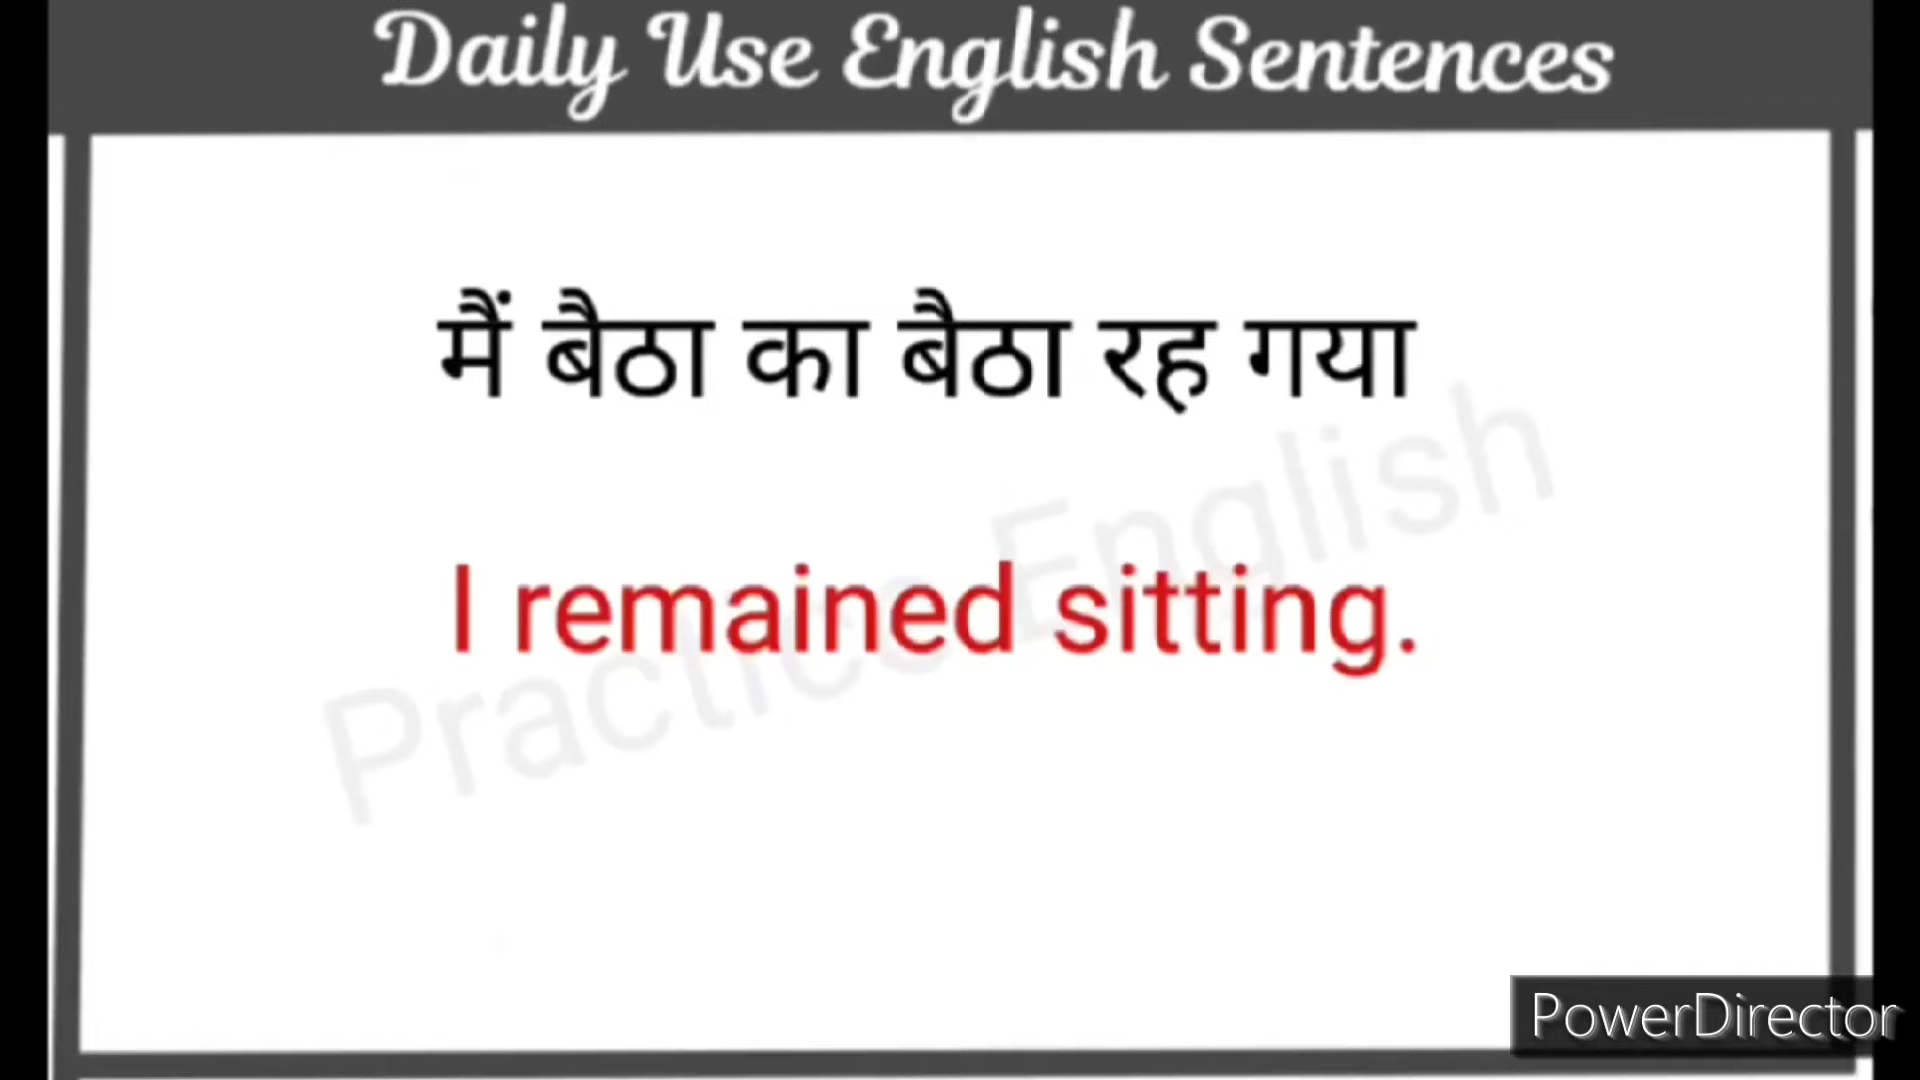 Daily Use English Sentences
मैं बैठा का बैठा रह गया
I remained sitting.
Practice English
PowerDirector